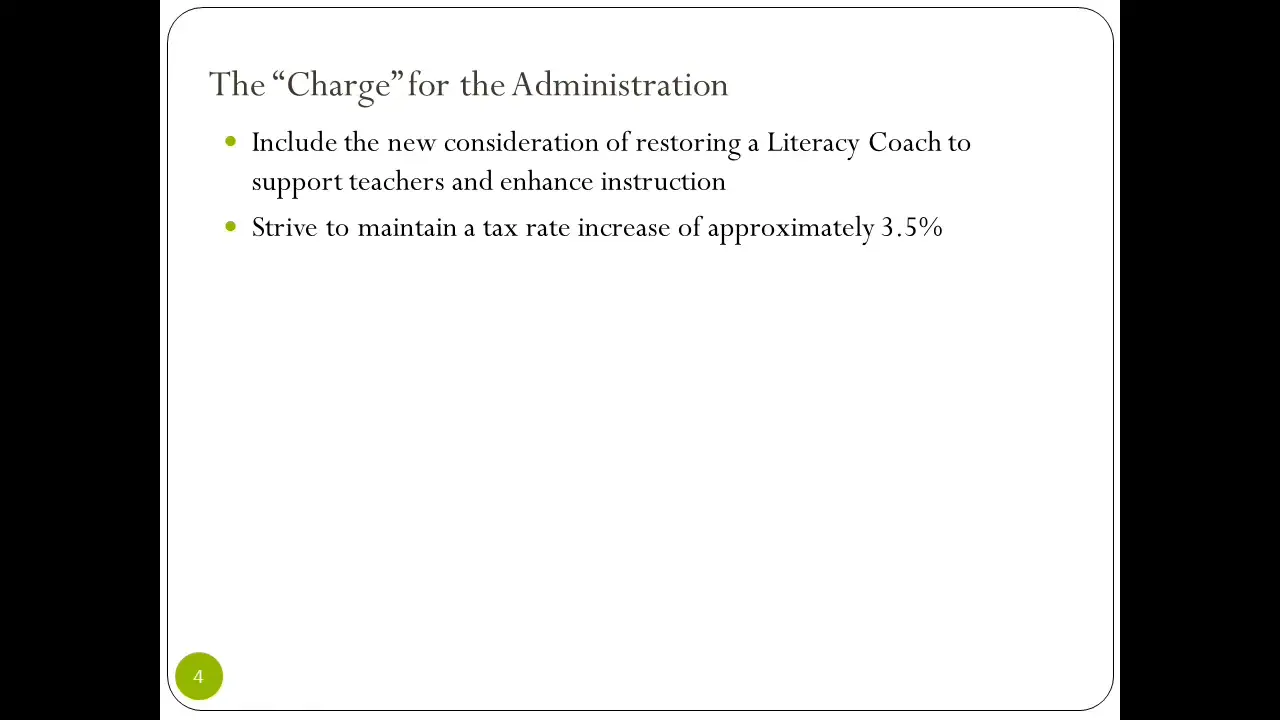 The “Charge” for the Administration
Include the new consideration of restoring a Literacy Coach to
support teachers and enhance instruction
Strive to maintain a tax rate increase of approximately 3.5%
4